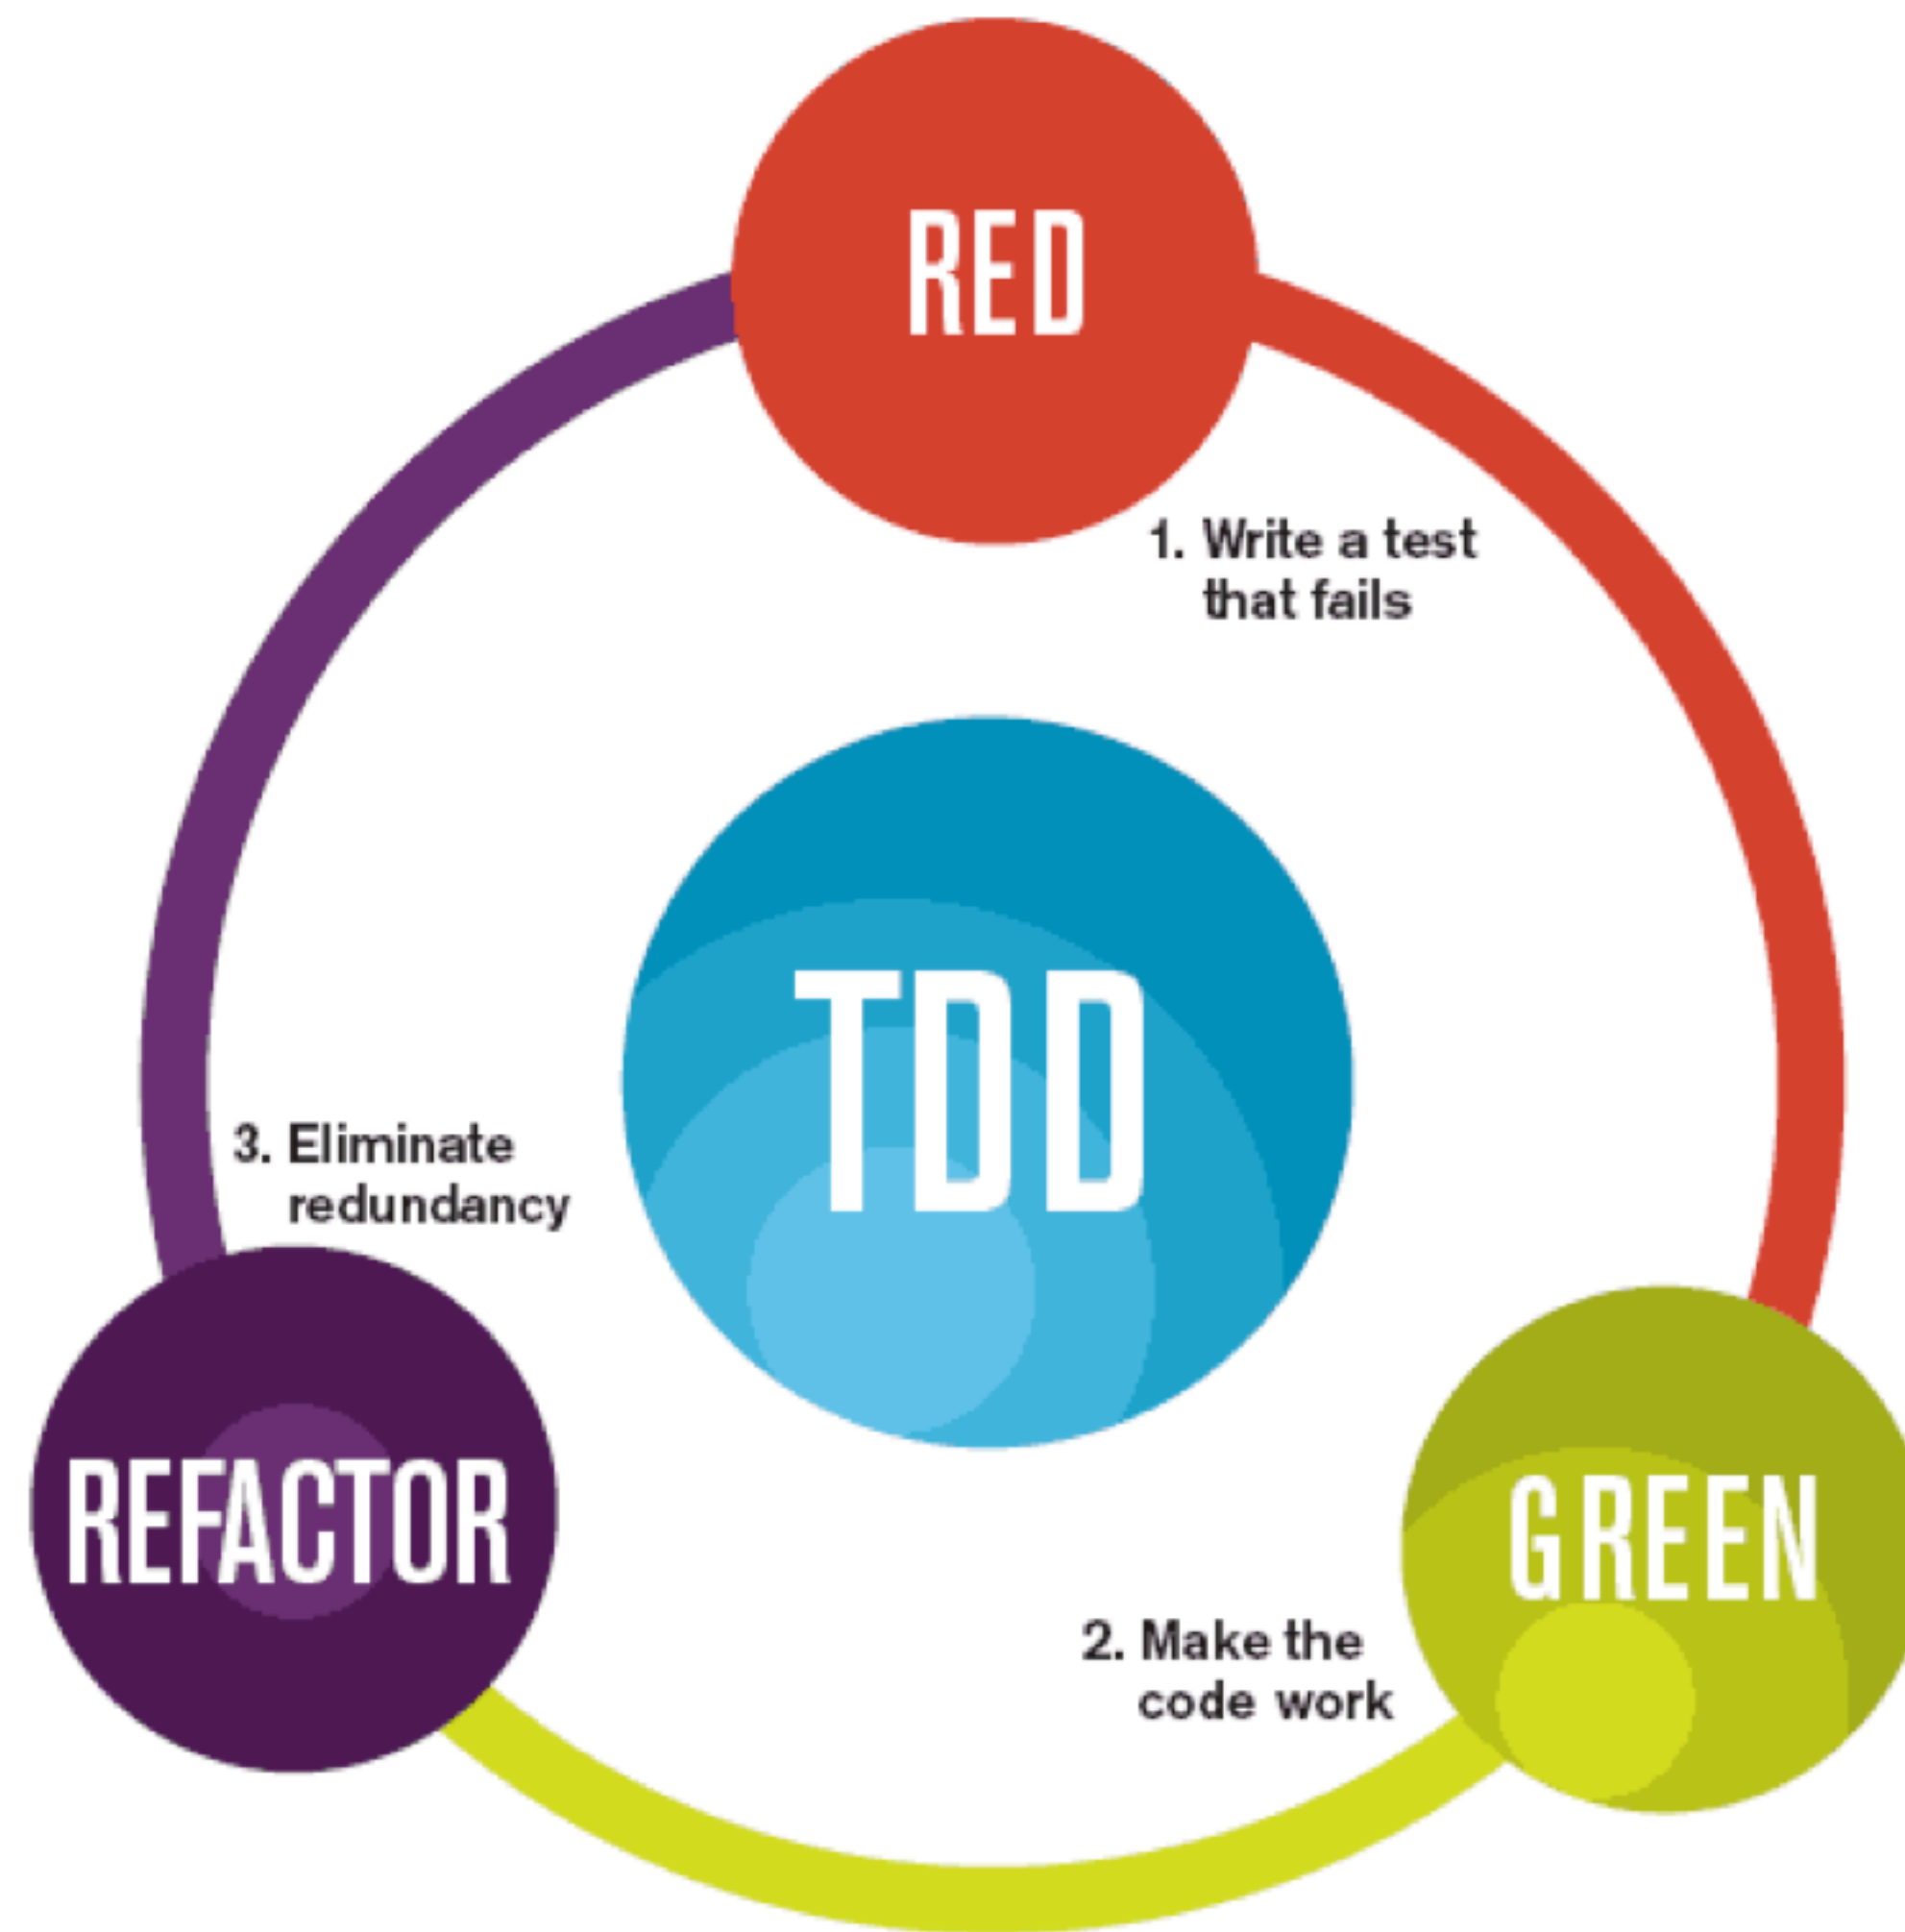 RED
1. Write a test
that fails
TDD
3. Eliminate
redundancy
REFACTOR
GREEN
2. Make the
code work